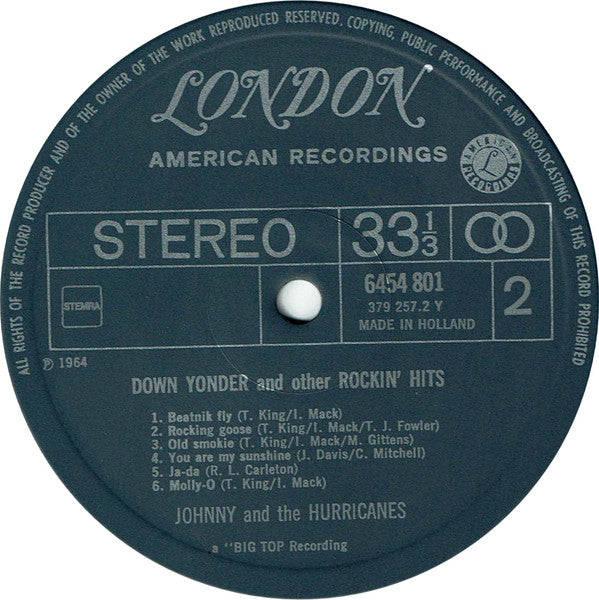 ALL RIGHTS OF THE RECORD PRODUCER AND OF THE OWNER OF THE WORK REPRODUCED RESERVED. COPYING, PUBLIC PERFORMANCE AND BROADCASTING OF THIS RECORD PROHIBITED
LONDON
AMERICAN RECORDINGS
AMERICAN
L
RECORDINGS
STEREO
33 1/3
STEMRA
6454 801
379 257.2 Y
MADE IN HOLLAND
2
℗ 1964
DOWN YONDER and other ROCKIN' HITS
1. Beatnik fly (T. King/I. Mack)
2. Rocking goose (T. King/I. Mack/T. J. Fowler)
3. Old smokie (T. King/I. Mack/M. Gittens)
4. You are my sunshine (J. Davis/C. Mitchell)
5. Ja-da (R. L. Carleton)
6. Molly-O (T. King/I. Mack)
JOHNNY and the HURRICANES
a "BIG TOP Recording